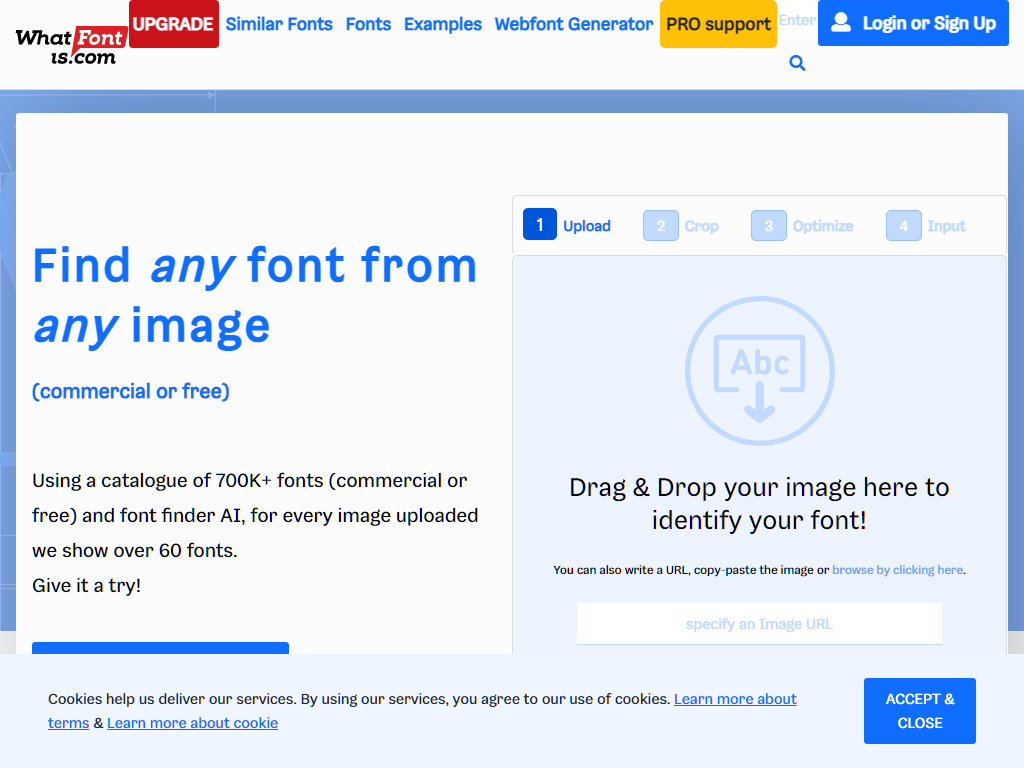 What Font is.com
UPGRADE
Similar Fonts
Fonts
Examples
Webfont Generator
PRO support
Enter
Login or Sign Up
Find any font from
any image
(commercial or free)
Using a catalogue of 700K+ fonts (commercial or
free) and font finder AI, for every image uploaded
we show over 60 fonts.
Give it a try!
1 Upload
2 Crop
3 Optimize
4 Input
Abc
Drag & Drop your image here to
identify your font!
You can also write a URL, copy-paste the image or browse by clicking here.
specify an Image URL
Cookies help us deliver our services. By using our services, you agree to our use of cookies. Learn more about
terms & Learn more about cookie
ACCEPT &
CLOSE